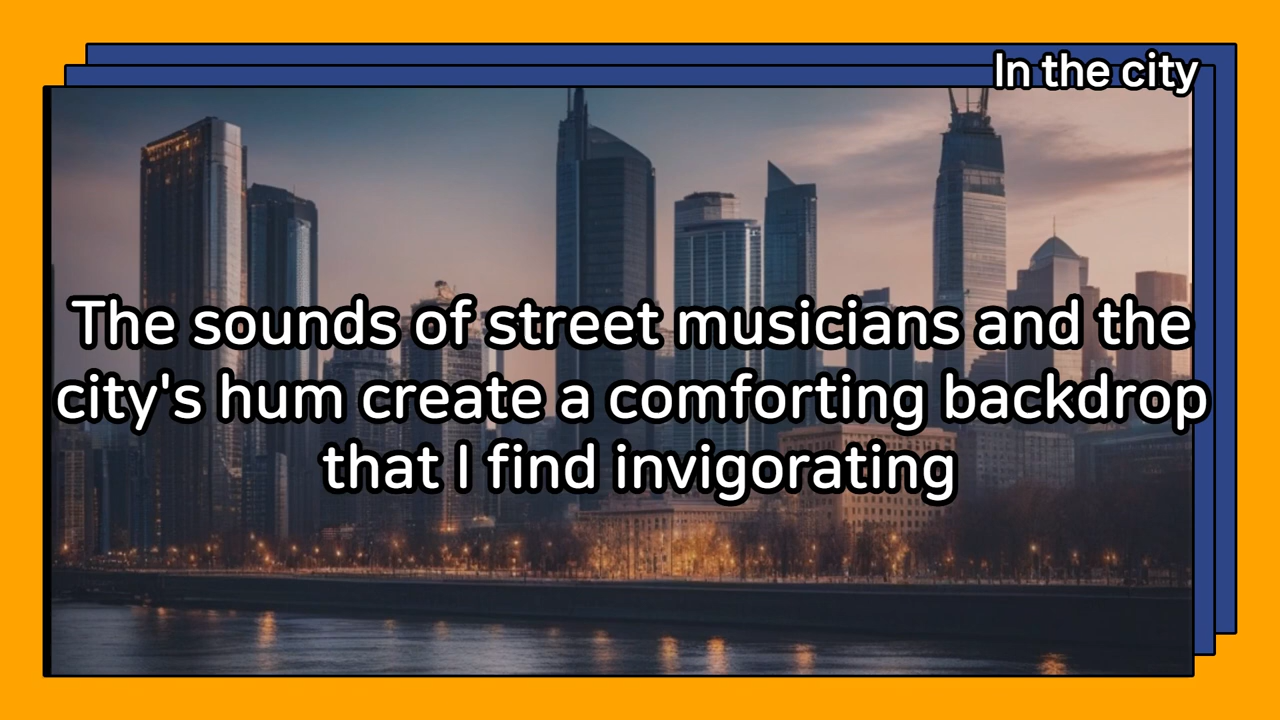 In the city
The sounds of street musicians and the
city's hum create a comforting backdrop
that I find invigorating